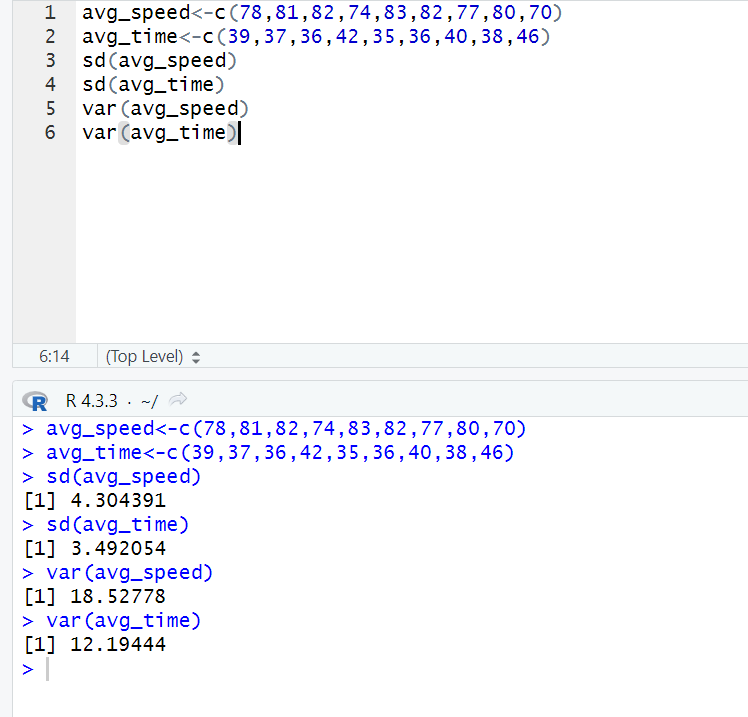 1 avg_speed<-c(78,81,82,74,83,82,77,80,70)
2 avg_time<-c(39,37,36,42,35,36,40,38,46)
3 sd(avg_speed)
4 sd(avg_time)
5 var(avg_speed)
6 var(avg_time)
6:14 (Top Level)
R R 4.3.3 · ~/
> avg_speed<-c(78,81,82,74,83,82,77,80,70)
> avg_time<-c(39,37,36,42,35,36,40,38,46)
> sd(avg_speed)
[1] 4.304391
> sd(avg_time)
[1] 3.492054
> var(avg_speed)
[1] 18.52778
> var(avg_time)
[1] 12.19444
>